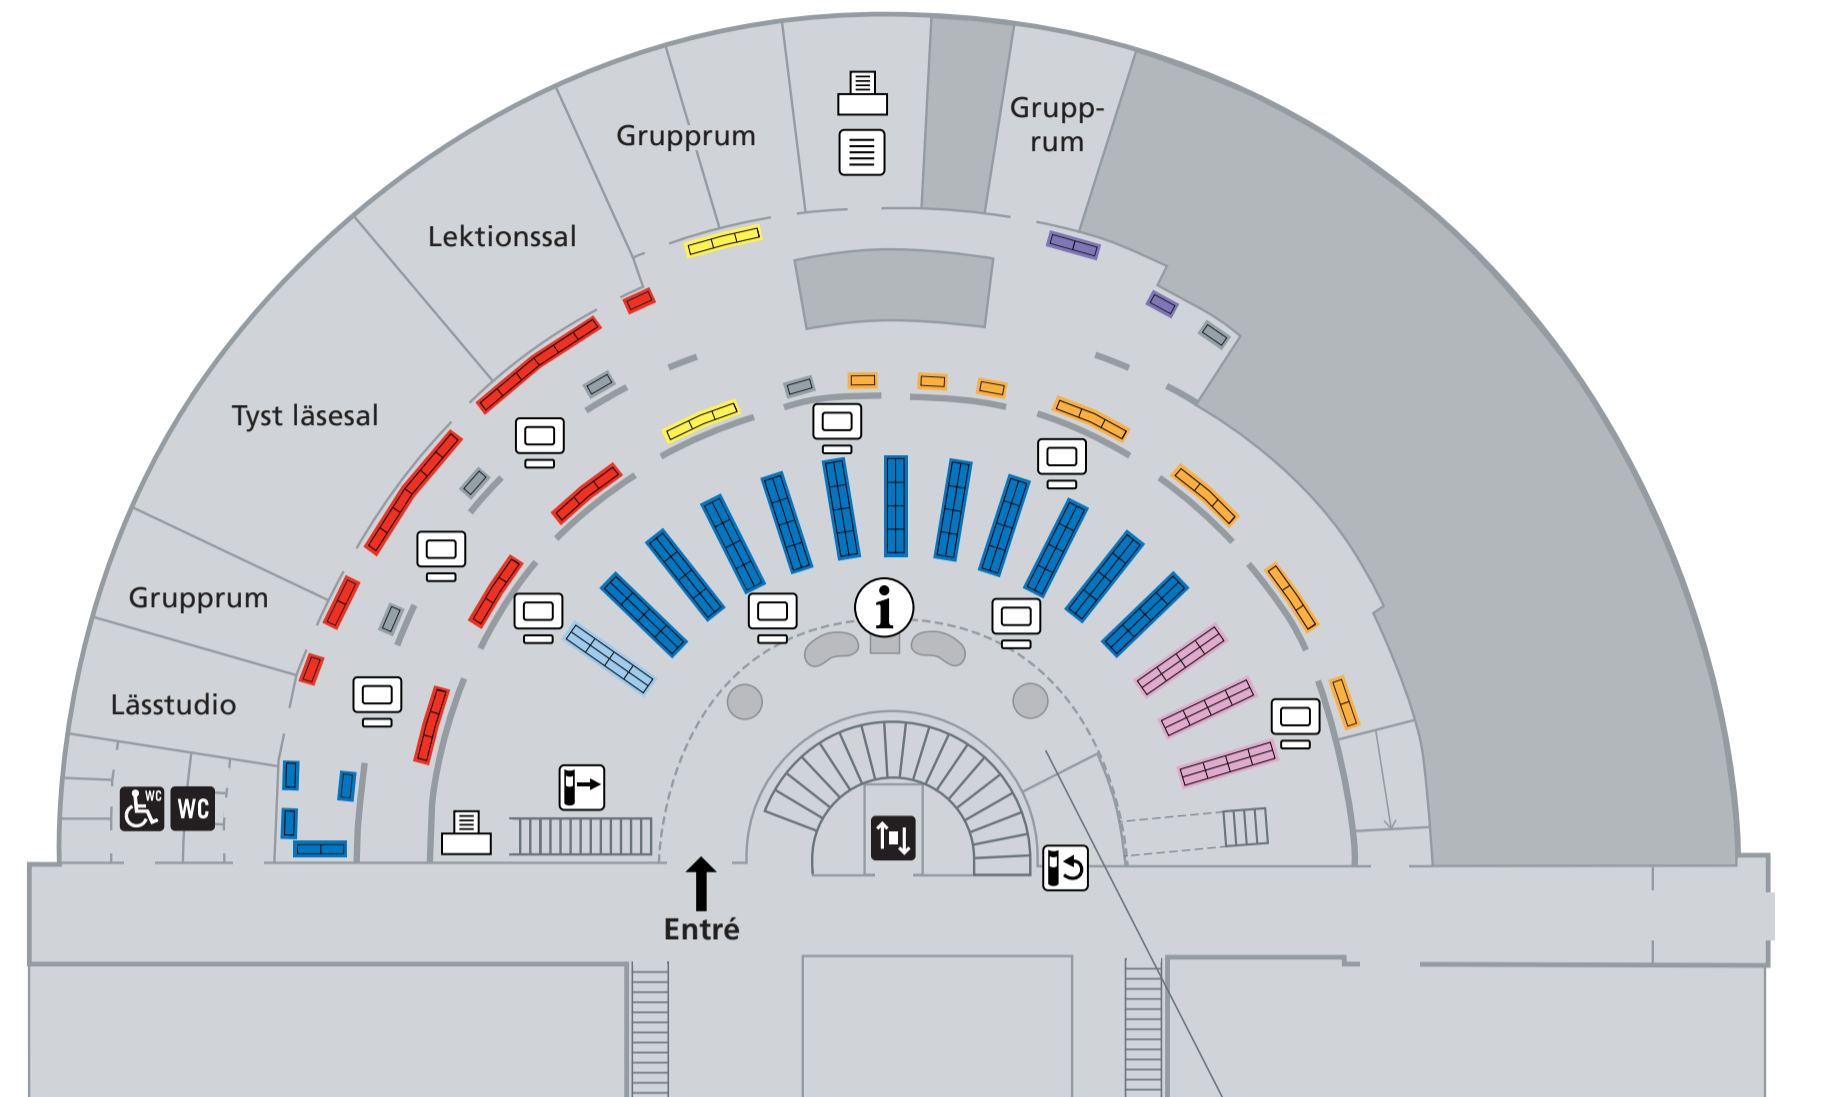 Grupp-
rum
Grupprum
Lektionssal
Tyst läsesal
Grupprum
Lässtudio
WC
WC
i
Entré